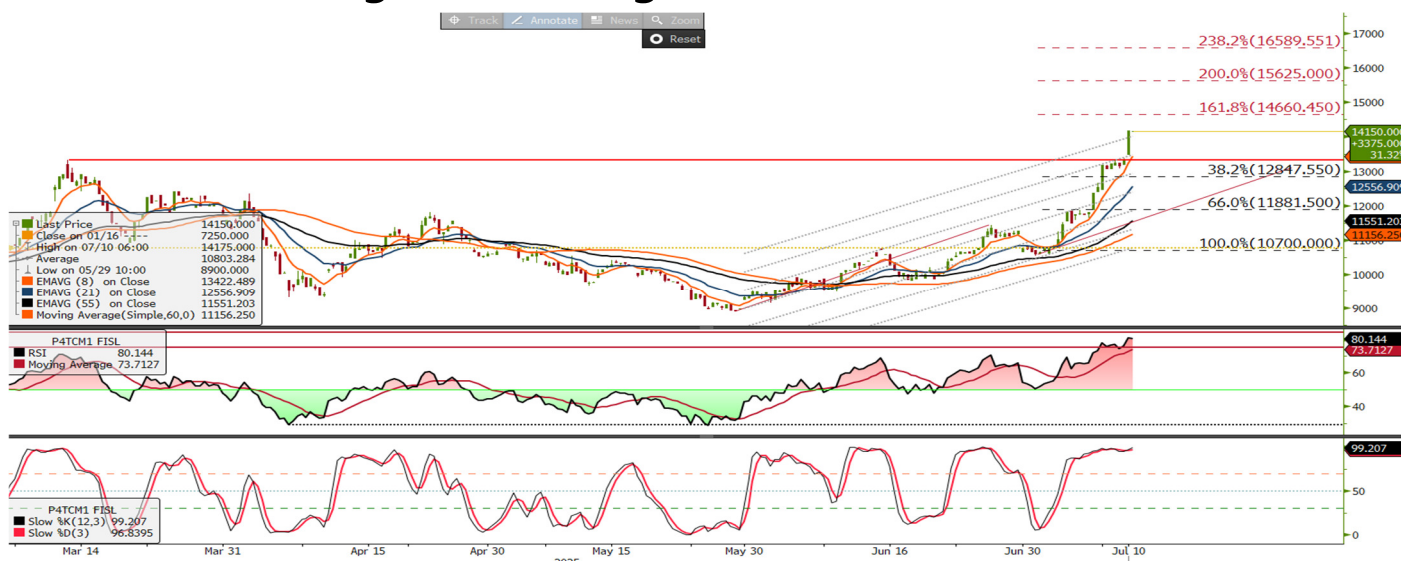 Track Annotate News Zoom
Reset
238.2%(16589.551)
200.0%(15625.000)
161.8%(14660.450)
38.2%(12847.550)
66.0%(11881.500)
100.0%(10700.000)
17000
16000
15000
14150.000
+3375.000
31.32%
13000
12556.909
12000
11551.203
11156.250
10000
9000
Last Price 14150.000
Close on 01/16 ----- 7250.000
High on 07/10 06:00 14175.000
Average 10803.284
Low on 05/29 10:00 8900.000
EMAVG (8) on Close 13422.489
EMAVG (21) on Close 12556.909
EMAVG (55) on Close 11551.203
Moving Average(Simple,60,0) 11156.250
P4TCM1 FISL
RSI 80.144
Moving Average 73.7127
80.144
73.7127
60
40
P4TCM1 FISL
Slow %K(12,3) 99.207
Slow %D(3) 96.8395
99.207
50
0
Mar 14 Mar 31 Apr 15 Apr 30 May 15 May 30 Jun 16 Jun 30 Jul 10